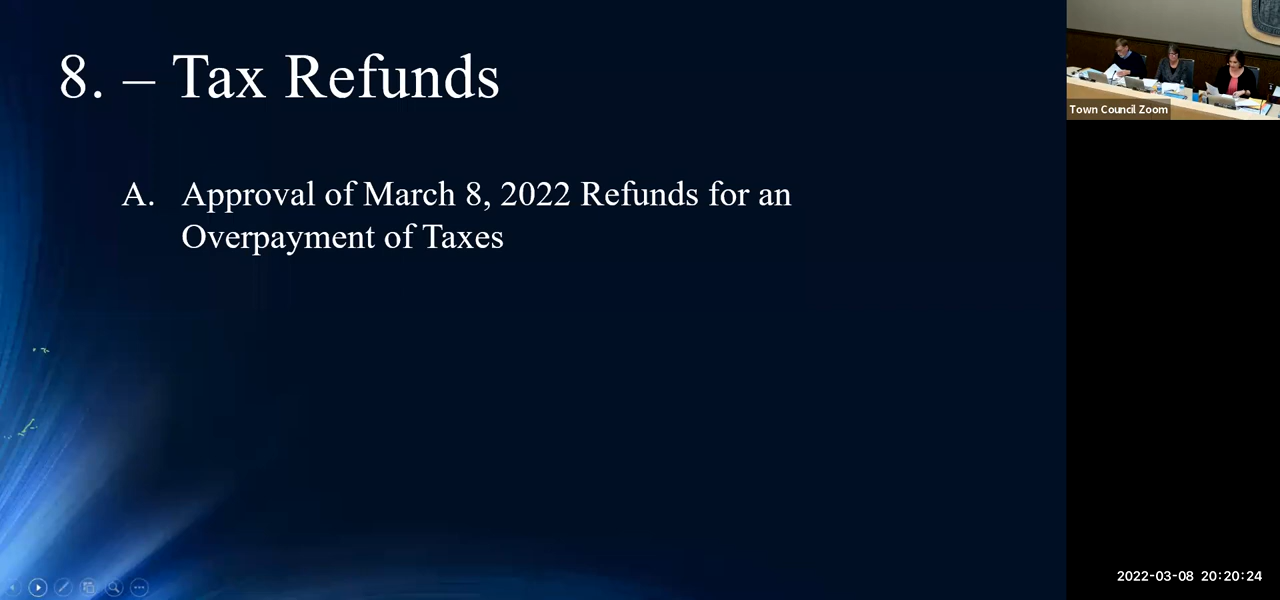 8. – Tax Refunds
A. Approval of March 8, 2022 Refunds for an
Overpayment of Taxes
Town Council Zoom
2022-03-08 20:20:24